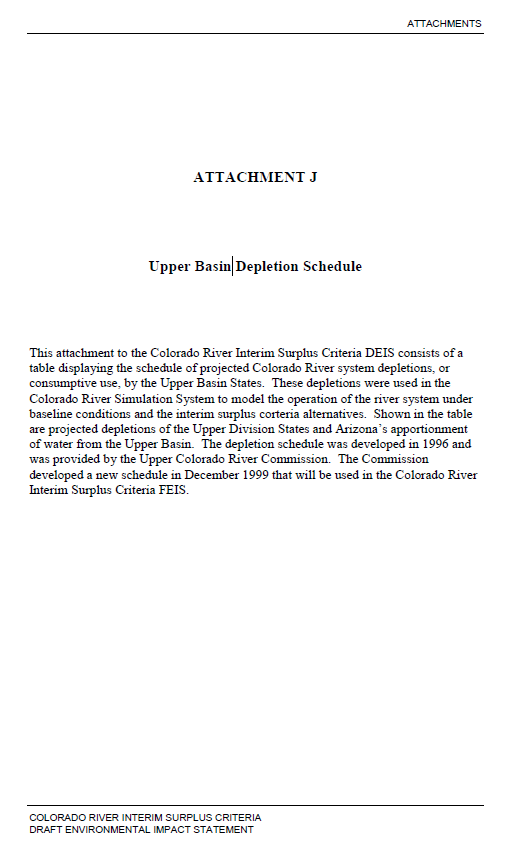 ATTACHMENTS
ATTACHMENT J
Upper Basin Depletion Schedule
This attachment to the Colorado River Interim Surplus Criteria DEIS consists of a
table displaying the schedule of projected Colorado River system depletions, or
consumptive use, by the Upper Basin States.  These depletions were used in the
Colorado River Simulation System to model the operation of the river system under
baseline conditions and the interim surplus corteria alternatives.  Shown in the table
are projected depletions of the Upper Division States and Arizona's apportionment
of water from the Upper Basin.  The depletion schedule was developed in 1996 and
was provided by the Upper Colorado River Commission.  The Commission
developed a new schedule in December 1999 that will be used in the Colorado River
Interim Surplus Criteria FEIS.
COLORADO RIVER INTERIM SURPLUS CRITERIA
DRAFT ENVIRONMENTAL IMPACT STATEMENT